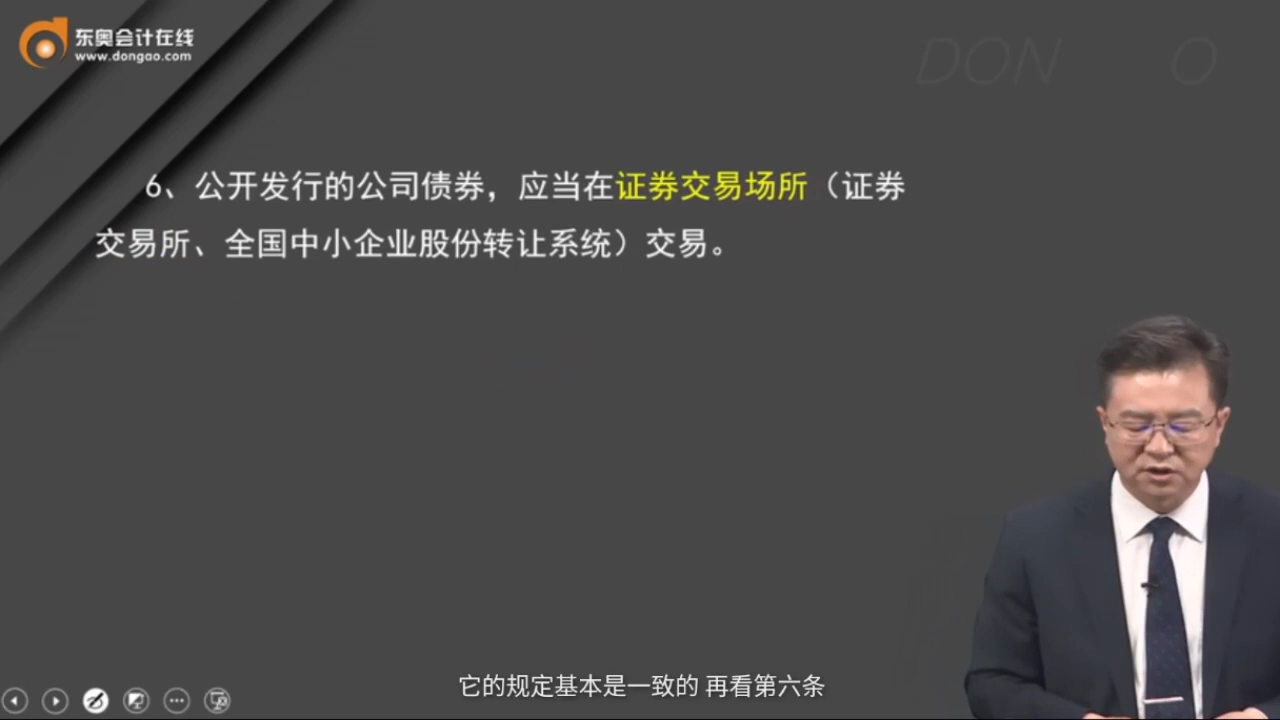 东奥会计在线
www.dongao.com
DON O
6、公开发行的公司债券，应当在证券交易场所（证券
交易所、全国中小企业股份转让系统）交易。
它的规定基本是一致的 再看第六条